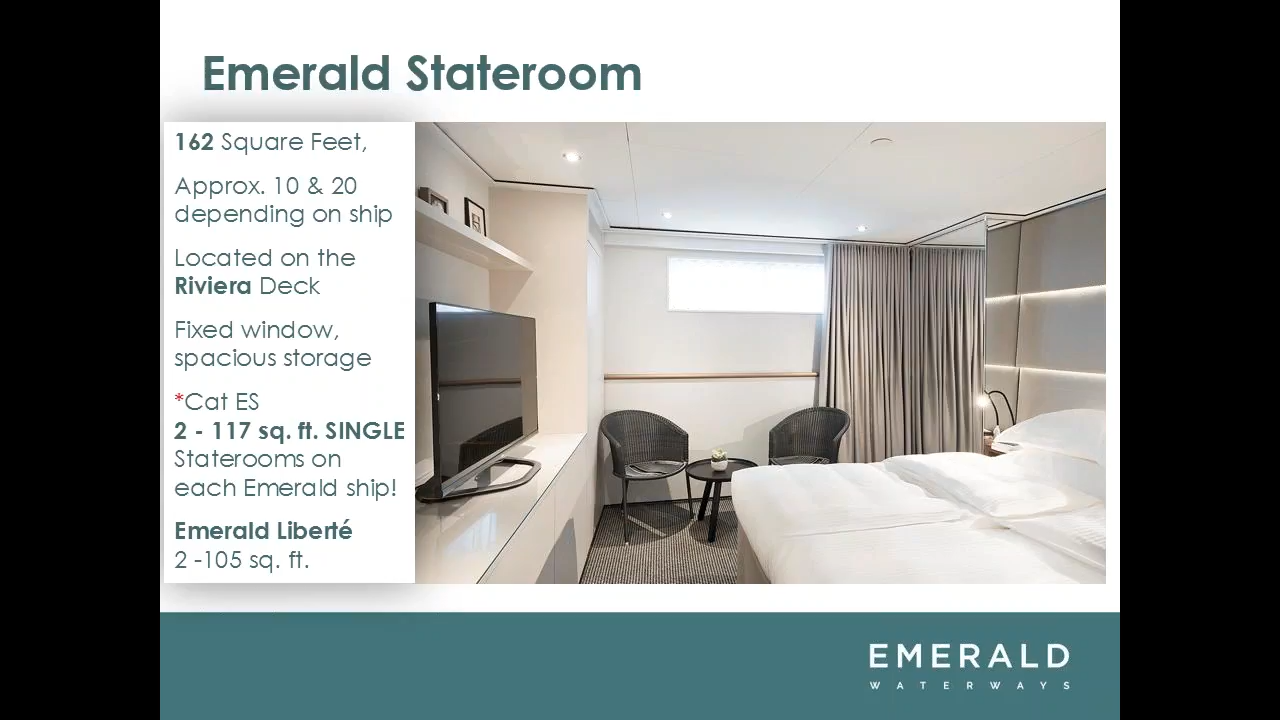 Emerald Stateroom
162 Square Feet,
Approx. 10 & 20
depending on ship
Located on the
Riviera Deck
Fixed window,
spacious storage
*Cat ES
2 - 117 sq. ft. SINGLE
Staterooms on
each Emerald ship!
Emerald Liberté
2 -105 sq. ft.
EMERALD
WATERWAYS